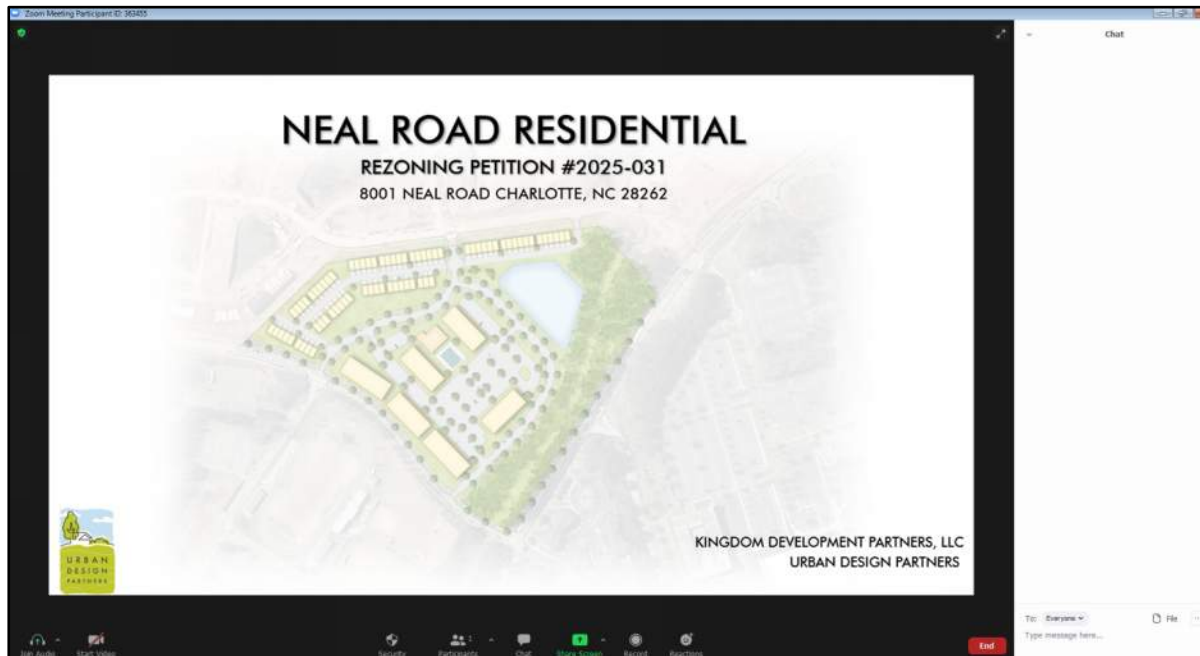 Zoom Meeting Participant ID: 363455
Chat
NEAL ROAD RESIDENTIAL
REZONING PETITION #2025-031
8001 NEAL ROAD CHARLOTTE, NC 28262
URBAN
DESIGN
PARTNERS
KINGDOM DEVELOPMENT PARTNERS, LLC
URBAN DESIGN PARTNERS
To: Everyone
File
Type message here...
Join Audio
Start Video
Security
Participants
1
Chat
Share Screen
Record
Reactions
End